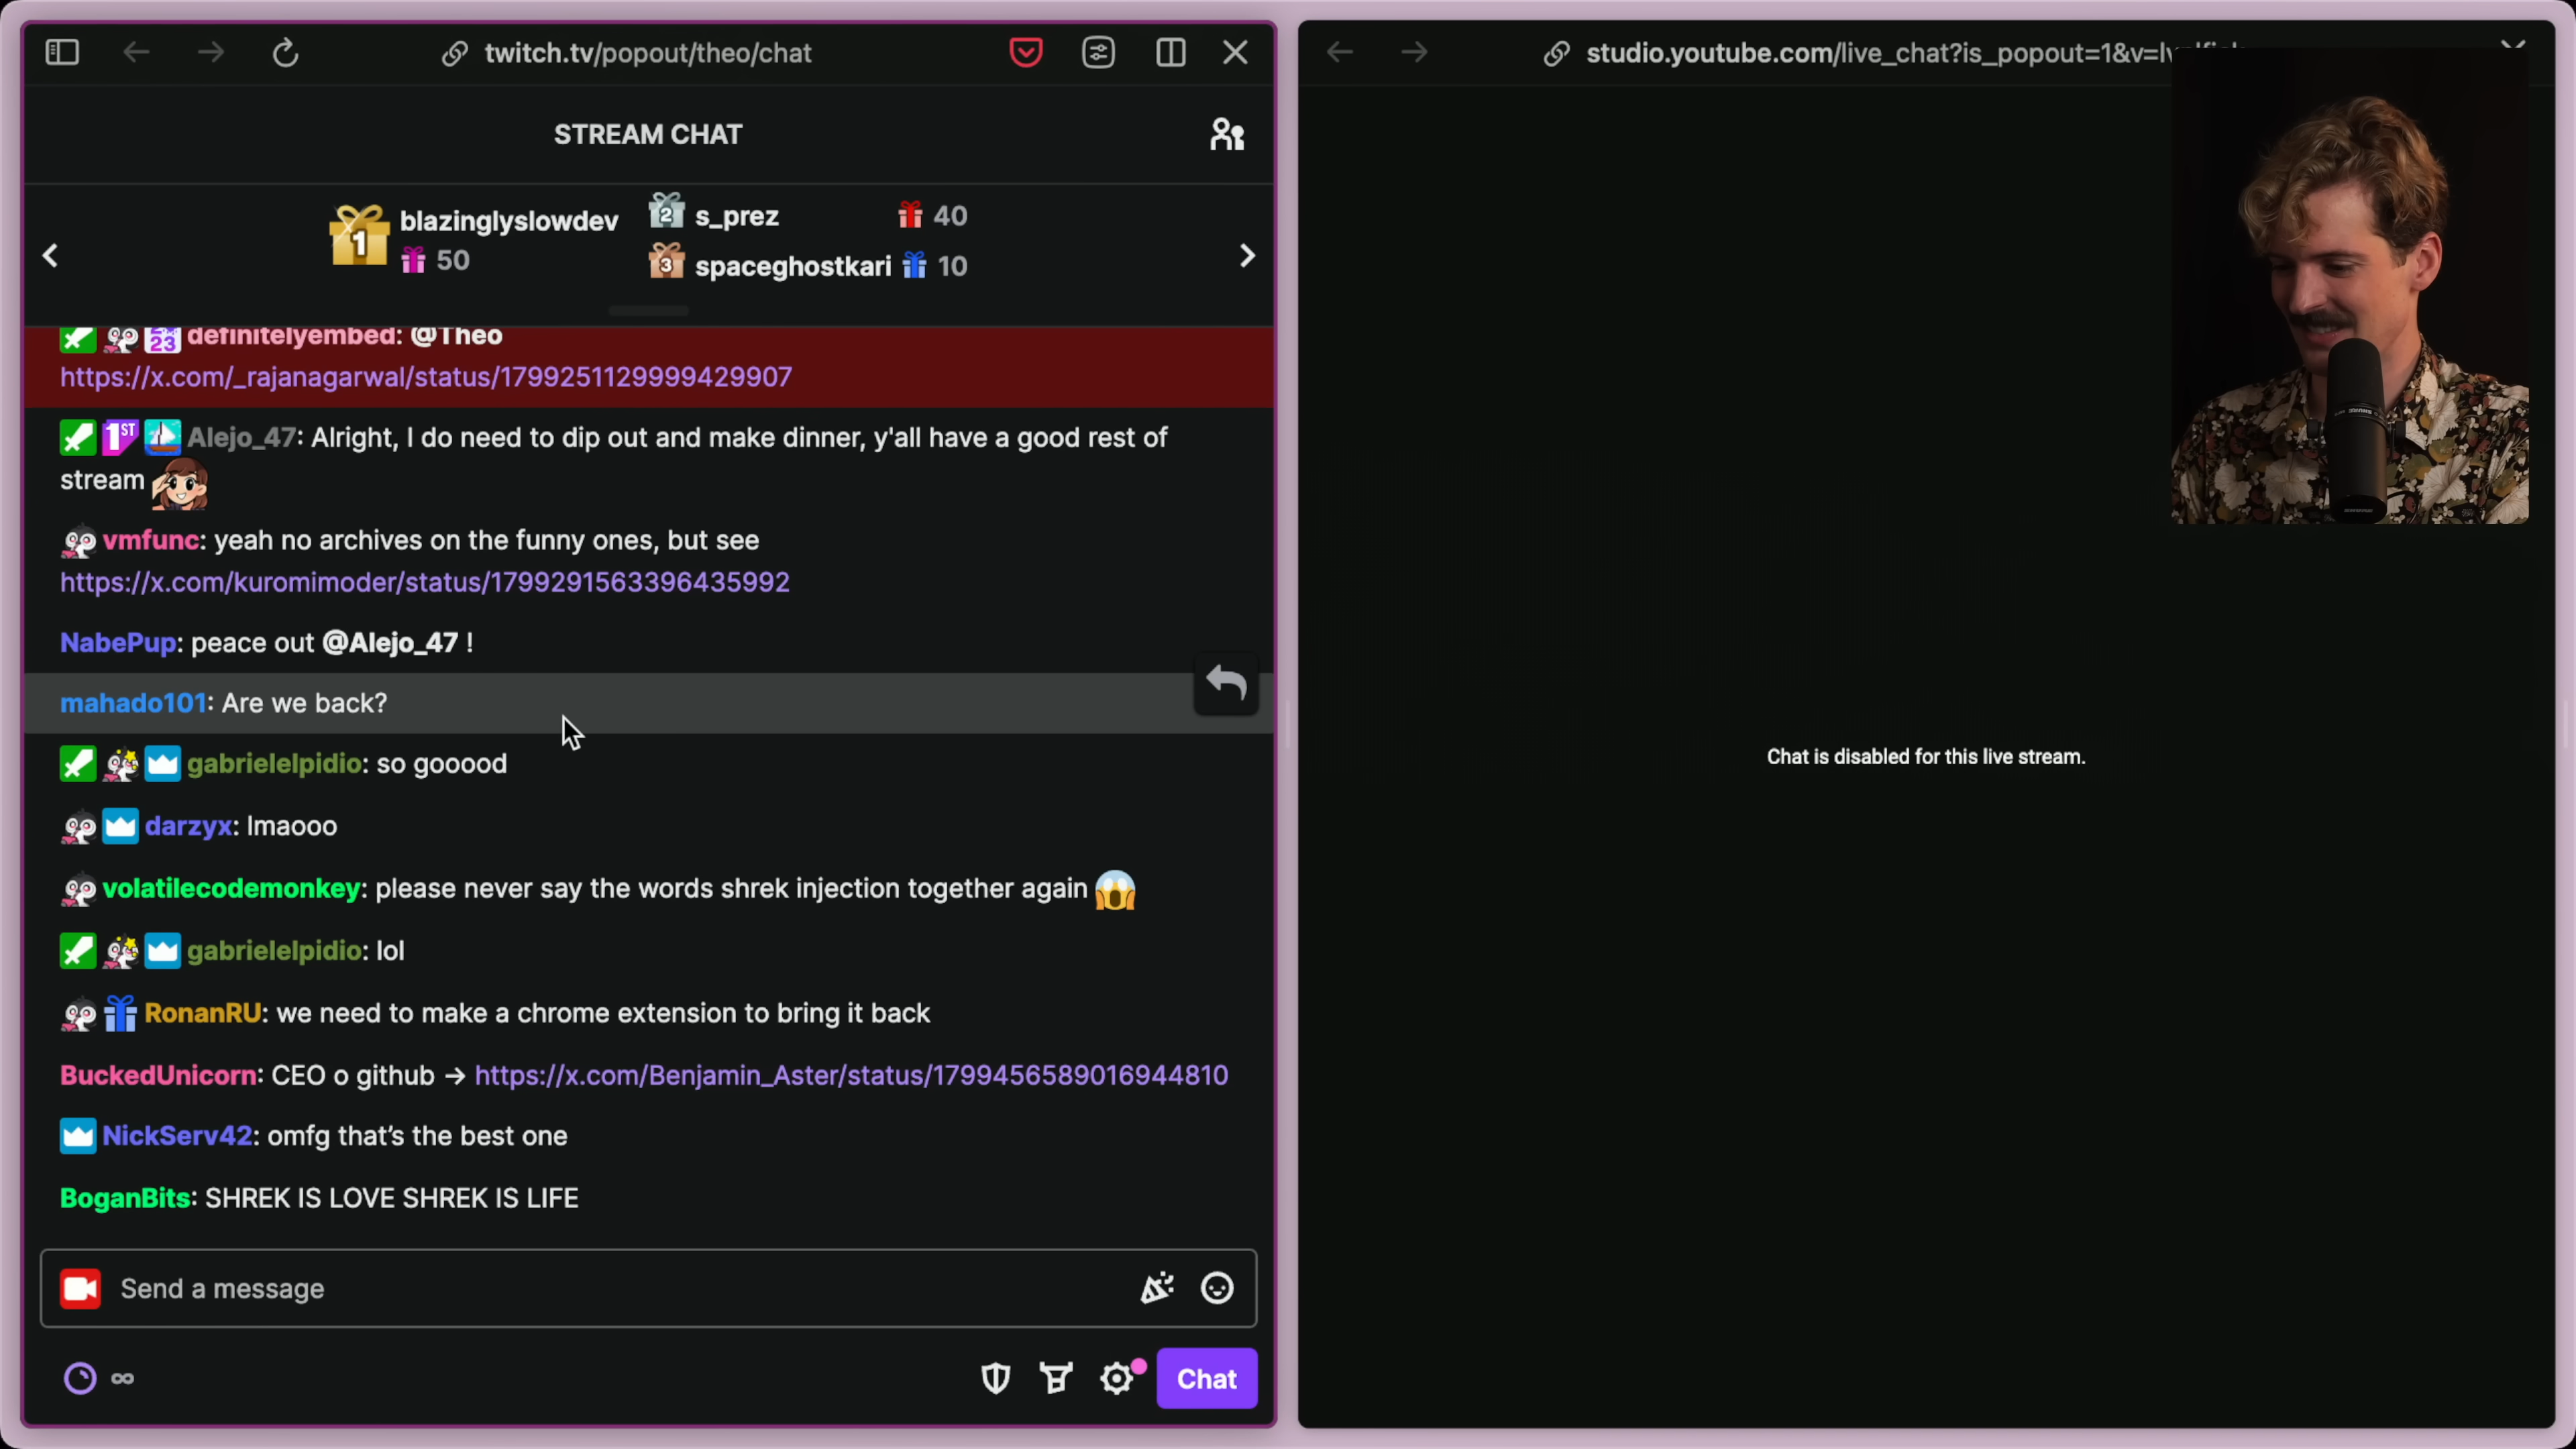 twitch.tv/popout/theo/chat
STREAM CHAT
1 blazinglyslowdev
50
2 s_prez 40
3 spaceghostkari 10
23 definitelyembed: @Theo
https://x.com/_rajanagarwal/status/1799251129999429907
1ST Alejo_47: Alright, I do need to dip out and make dinner, y'all have a good rest of
stream
vmfunc: yeah no archives on the funny ones, but see
https://x.com/kuromimoder/status/1799291563396435992
NabePup: peace out @Alejo_47 !
mahado101: Are we back?
gabrielelpidio: so gooood
darzyx: lmaooo
volatilecodemonkey: please never say the words shrek injection together again
gabrielelpidio: lol
RonanRU: we need to make a chrome extension to bring it back
BuckedUnicorn: CEO o github → https://x.com/Benjamin_Aster/status/1799456589016944810
NickServ42: omfg that's the best one
BoganBits: SHREK IS LOVE SHREK IS LIFE
Send a message
∞
Chat
studio.youtube.com/live_chat?is_popout=1&v=
Chat is disabled for this live stream.